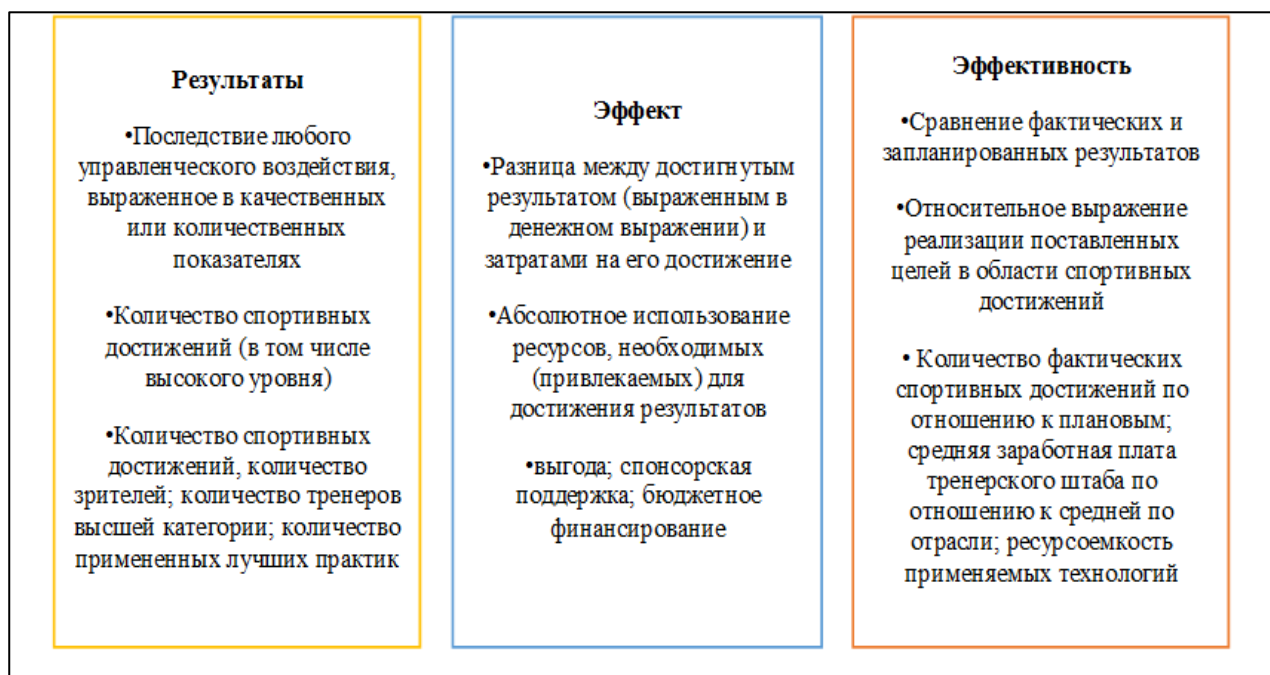 Результаты
•Последствие любого
управленческого воздействия,
выраженное в качественных
или количественных
показателях
•Количество спортивных
достижений (в том числе
высокого уровня)
•Количество спортивных
достижений, количество
зрителей; количество тренеров
высшей категории; количество
примененных лучших практик
Эффект
•Разница между достигнутым
результатом (выраженным в
денежном выражении) и
затратами на его достижение
•Абсолютное использование
ресурсов, необходимых
(привлекаемых) для
достижения результатов
•выгода; спонсорская
поддержка; бюджетное
финансирование
Эффективность
•Сравнение фактических и
запланированных результатов
•Относительное выражение
реализации поставленных
целей в области спортивных
достижений
• Количество фактических
спортивных достижений по
отношению к плановым;
средняя заработная плата
тренерского штаба по
отношению к средней по
отрасли; ресурсоемкость
применяемых технологий